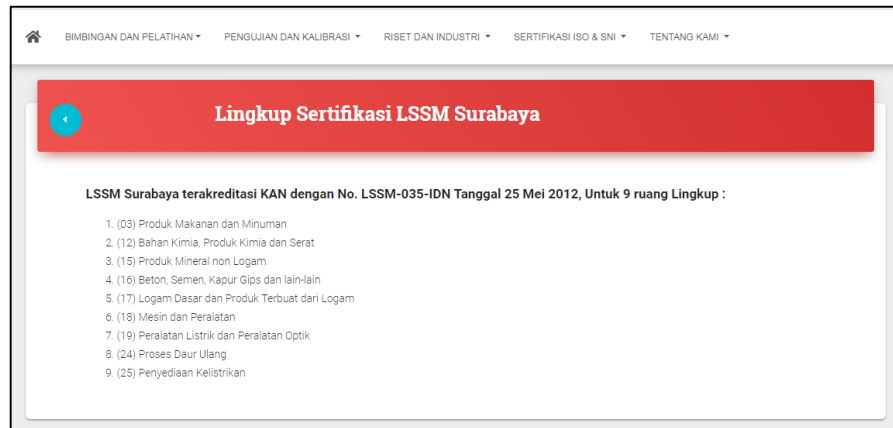 BIMBINGAN DAN PELATIHAN PENGUJIAN DAN KALIBRASI RISET DAN INDUSTRI SERTIFIKASI ISO & SNI TENTANG KAMI
Lingkup Sertifikasi LSSM Surabaya
LSSM Surabaya terakreditasi KAN dengan No. LSSM-035-IDN Tanggal 25 Mei 2012, Untuk 9 ruang Lingkup :
1. (03) Produk Makanan dan Minuman
2. (12) Bahan Kimia, Produk Kimia dan Serat
3. (15) Produk Mineral non Logam
4. (16) Beton, Semen, Kapur Gips dan lain-lain
5. (17) Logam Dasar dan Produk Terbuat dari Logam
6. (18) Mesin dan Peralatan
7. (19) Peralatan Listrik dan Peralatan Optik
8. (24) Proses Daur Ulang
9. (25) Penyediaan Kelistrikan